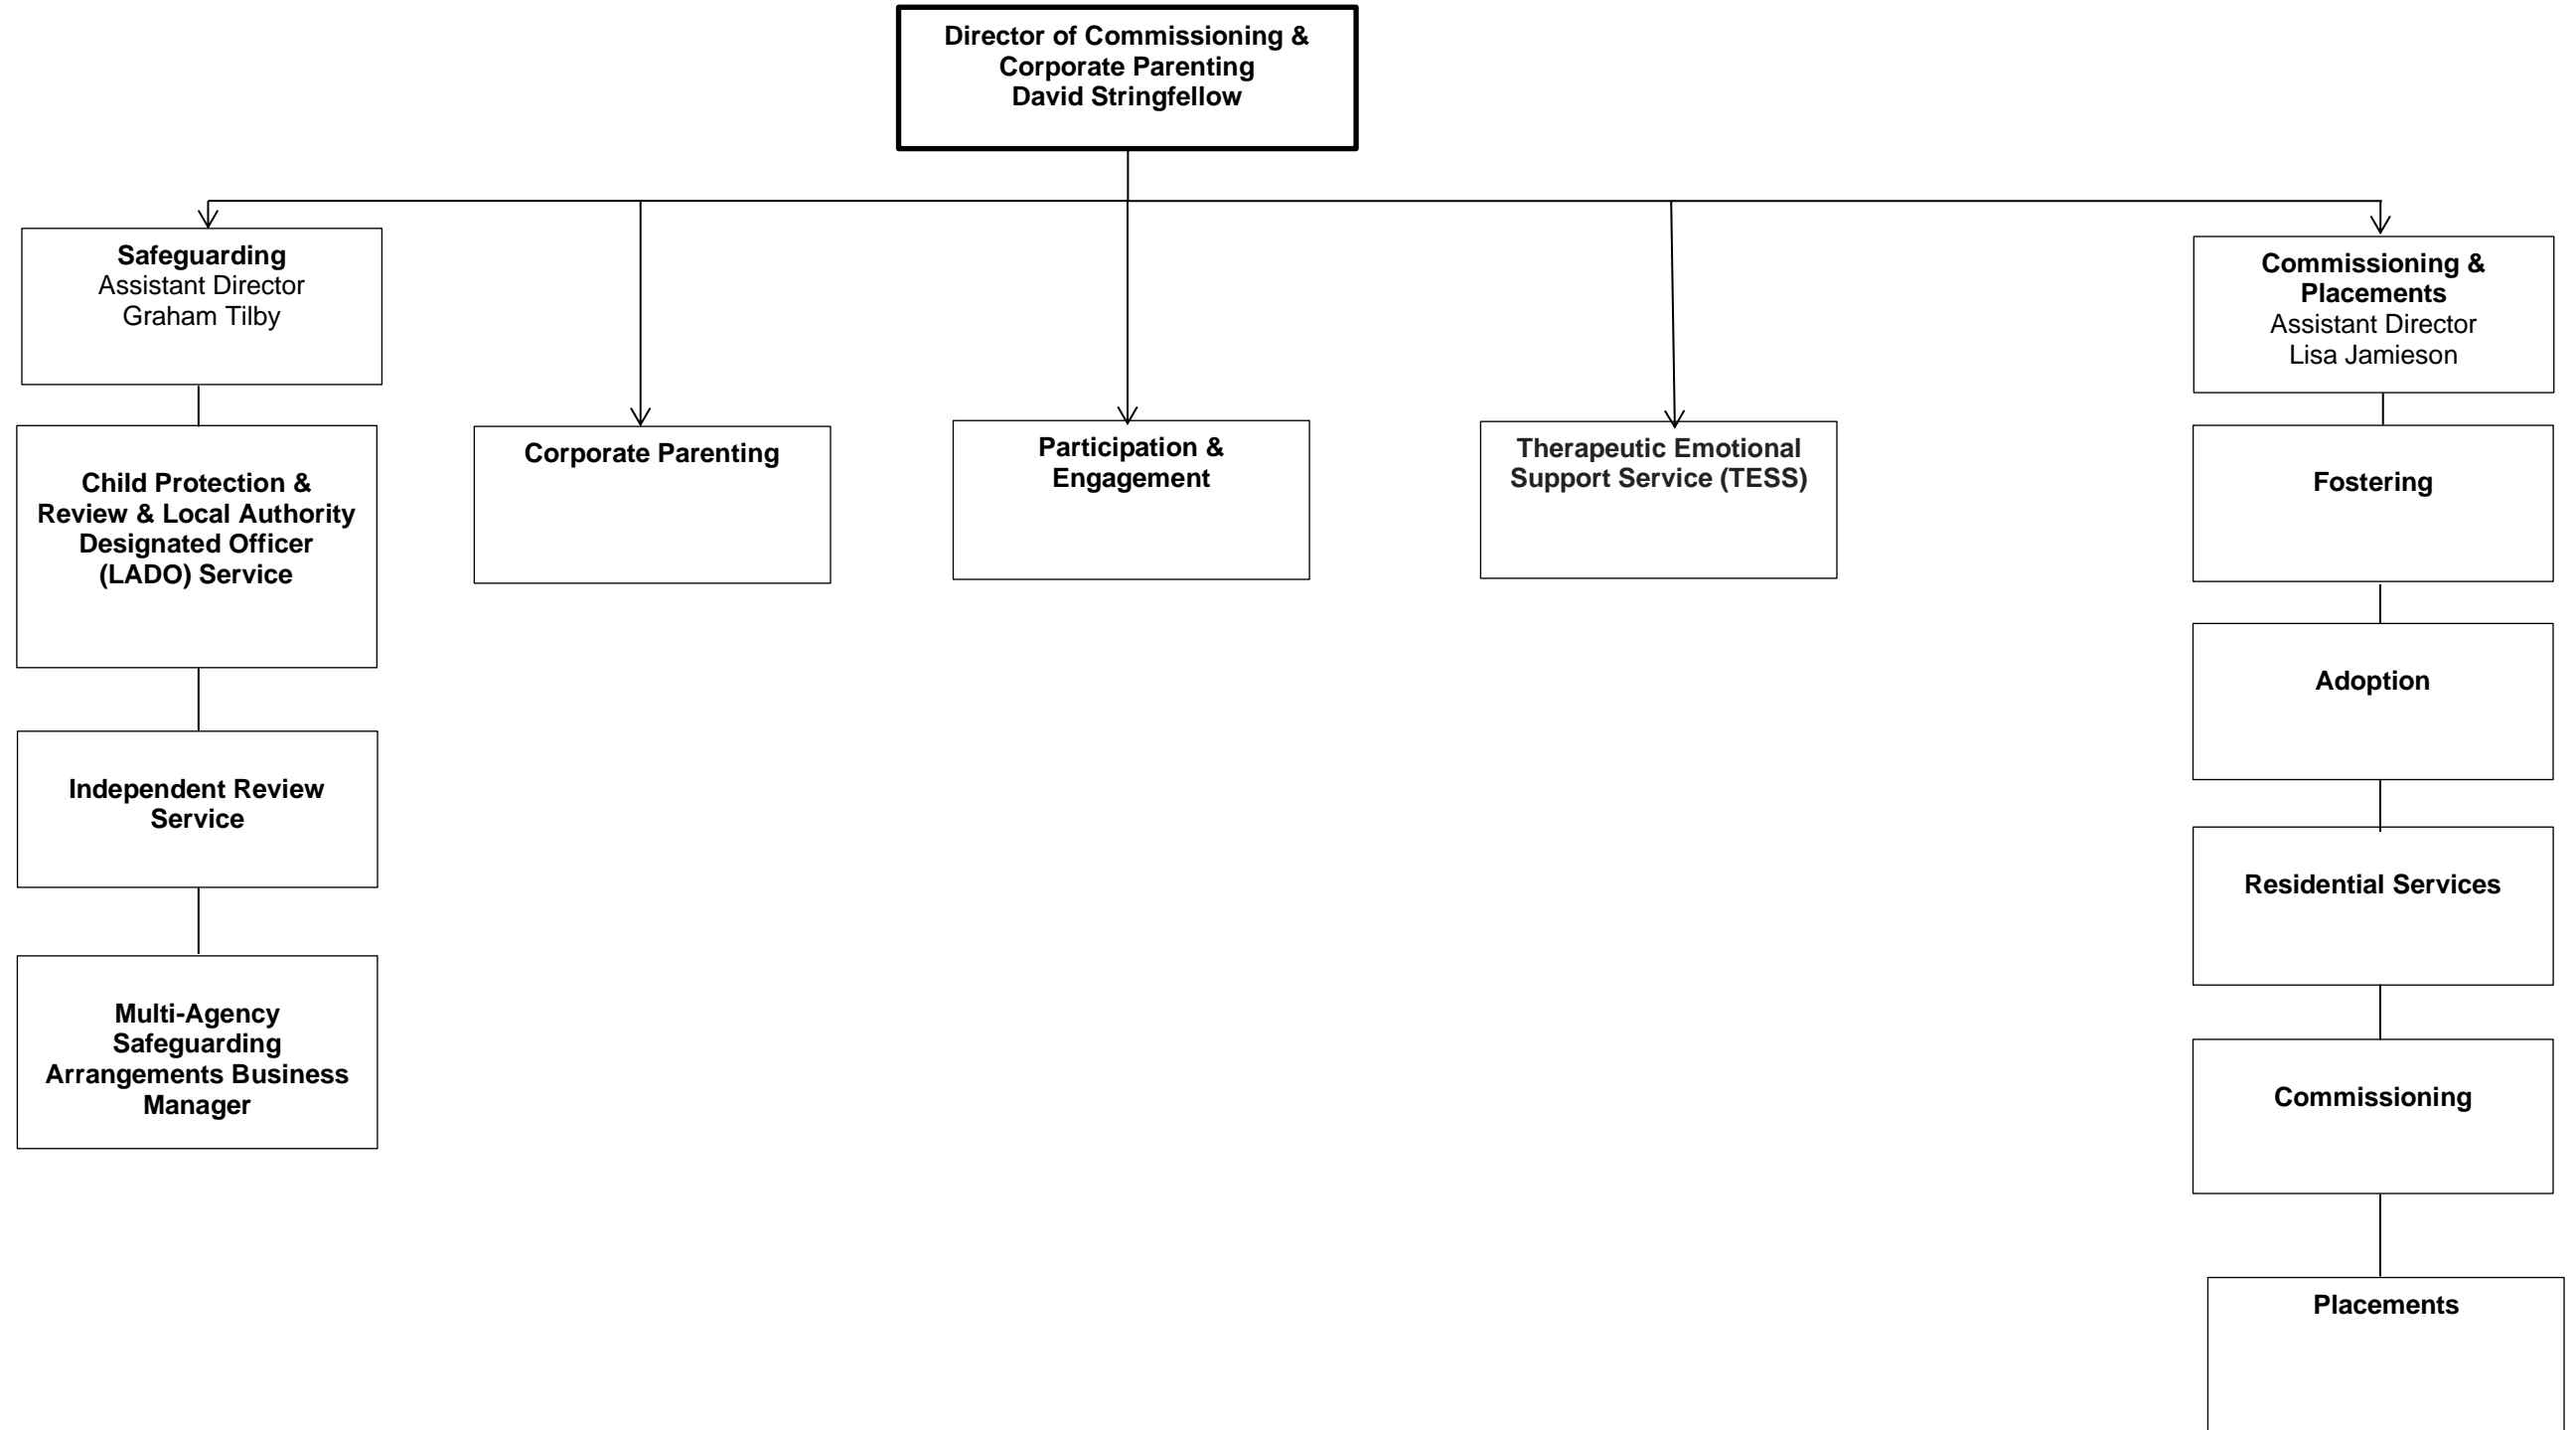 Director of Commissioning &
Corporate Parenting
David Stringfellow
Safeguarding
Assistant Director
Graham Tilby
Commissioning &
Placements
Assistant Director
Lisa Jamieson
Child Protection &
Review & Local Authority
Designated Officer
(LADO) Service
Corporate Parenting
Participation &
Engagement
Therapeutic Emotional
Support Service (TESS)
Fostering
Adoption
Independent Review
Service
Residential Services
Multi-Agency
Safeguarding
Arrangements Business
Manager
Commissioning
Placements